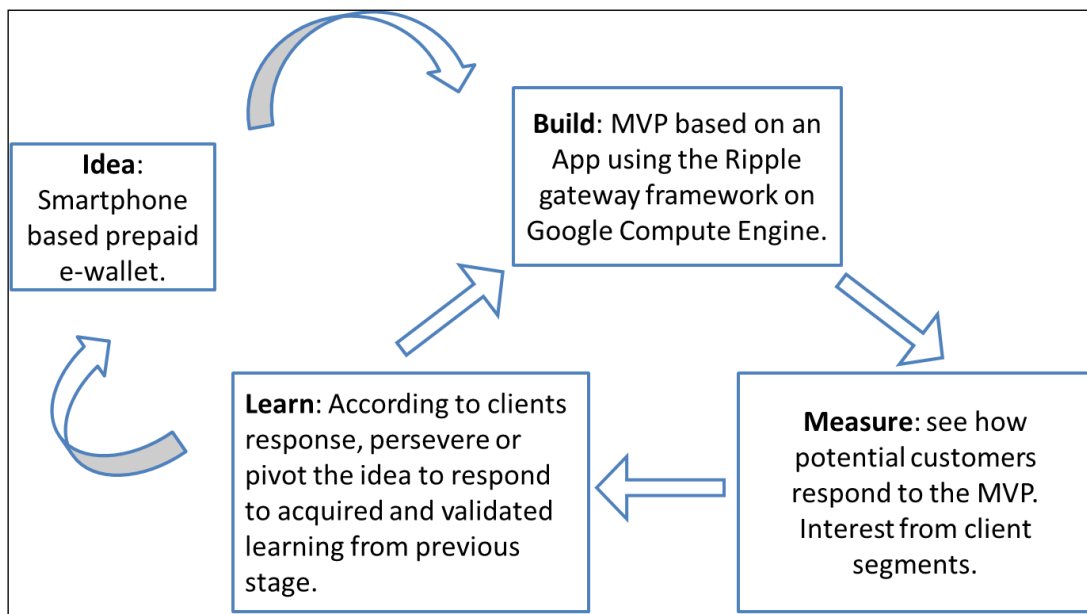 Idea:
Smartphone
based prepaid
e-wallet.
Build: MVP based on an
App using the Ripple
gateway framework on
Google Compute Engine.
Measure: see how
potential customers
respond to the MVP.
Interest from client
segments.
Learn: According to clients
response, persevere or
pivot the idea to respond
to acquired and validated
learning from previous
stage.